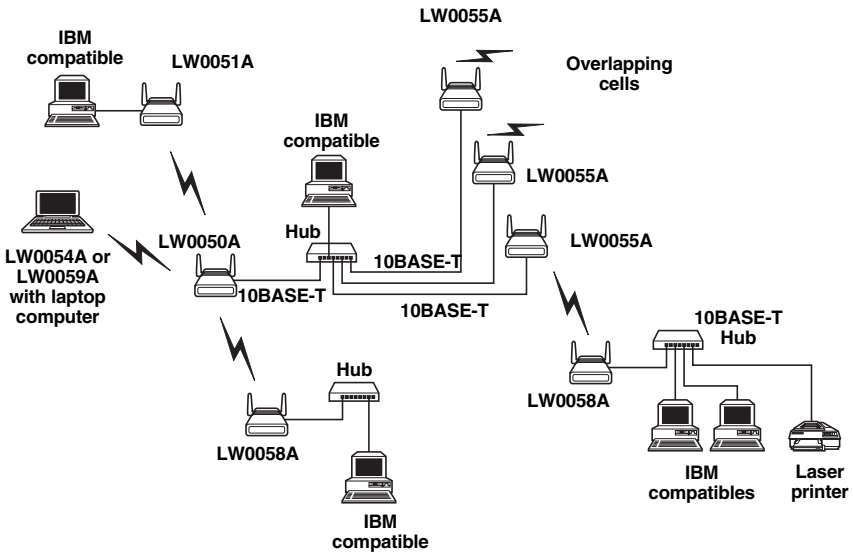 LW0055A
IBM
compatible
LW0051A
Overlapping
cells
IBM
compatible
LW0055A
Hub
LW0050A
LW0055A
10BASE-T
LW0054A or
LW0059A
with laptop
computer
10BASE-T
10BASE-T
10BASE-T
Hub
Hub
LW0058A
LW0058A
IBM
compatibles
Laser
printer
IBM
compatible